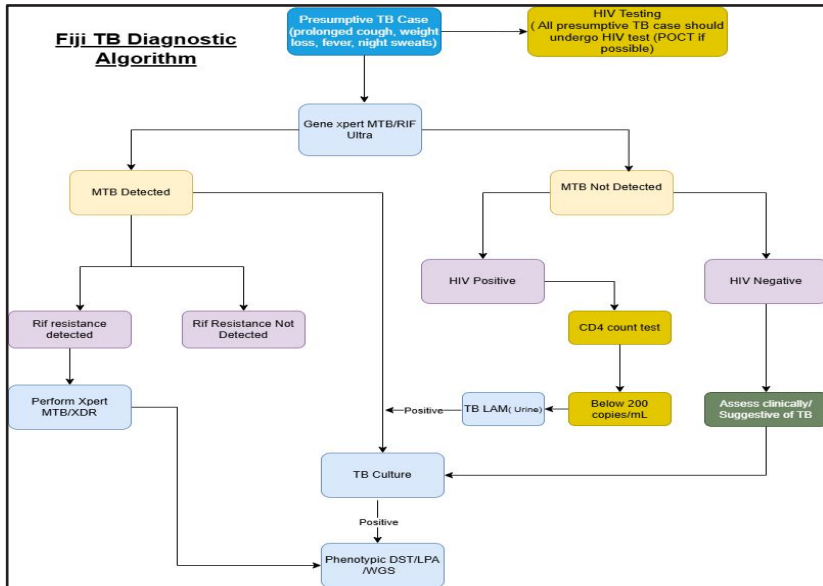 Fiji TB Diagnostic
Algorithm
Presumptive TB Case
(prolonged cough, weight
loss, fever, night sweats)
HIV Testing
( All presumptive TB case should
undergo HIV test (POCT if
possible)
Gene xpert MTB/RIF
Ultra
MTB Detected
MTB Not Detected
HIV Positive
HIV Negative
Rif resistance
detected
Rif Resistance Not
Detected
CD4 count test
Perform Xpert
MTB/XDR
Positive
TB LAM( Urine)
Below 200
copies/mL
Assess clinically/
Suggestive of TB
TB Culture
Positive
Phenotypic DST/LPA
/WGS